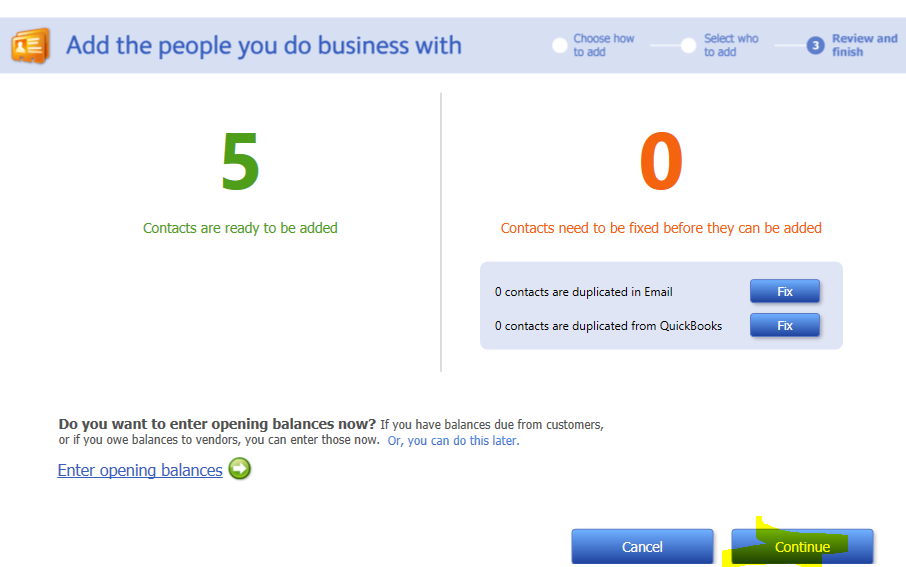 Add the people you do business with
Choose how
to add
Select who
to add
3
Review and
finish
5
Contacts are ready to be added
0
Contacts need to be fixed before they can be added
0 contacts are duplicated in Email
Fix
0 contacts are duplicated from QuickBooks
Fix
Do you want to enter opening balances now? If you have balances due from customers,
or if you owe balances to vendors, you can enter those now. Or, you can do this later.
Enter opening balances
Cancel
Continue